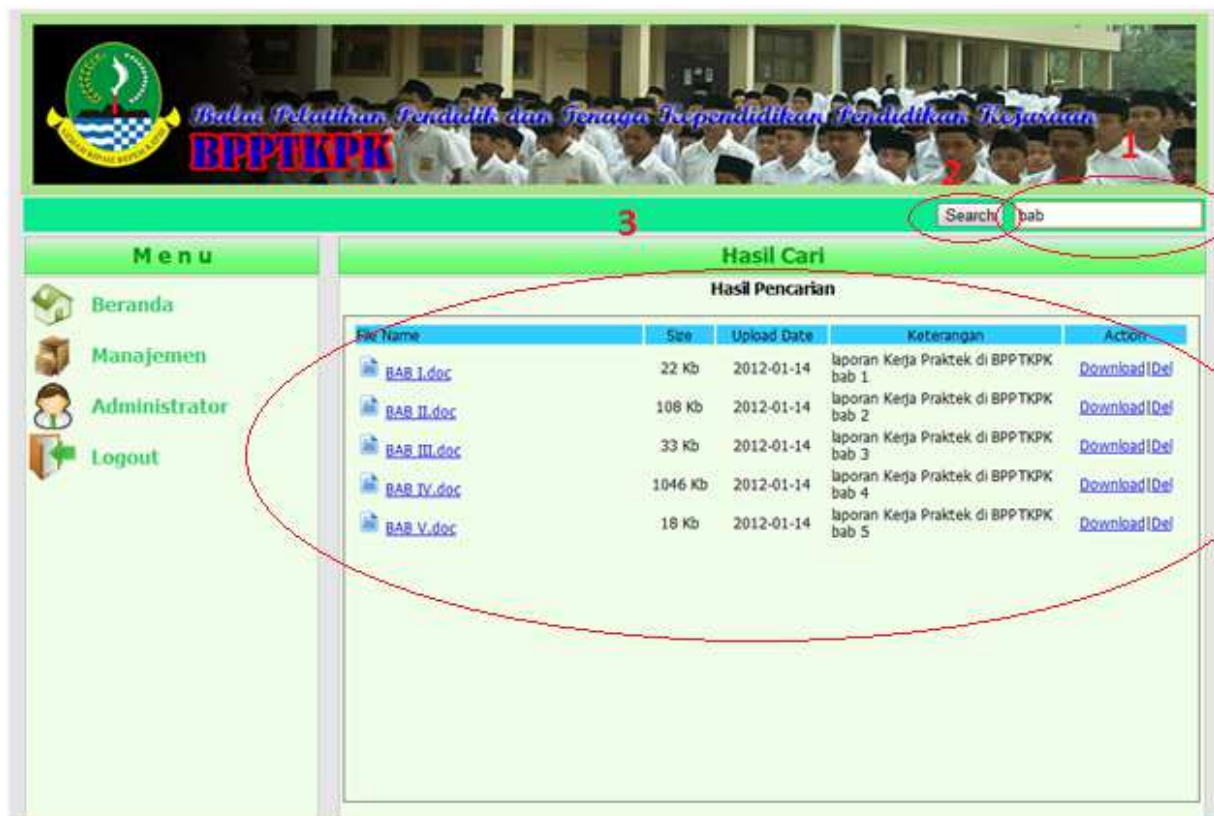 Balai Pelatihan Pendidik dan Tenaga Kependidikan Pendidikan Kejuruan
BPPTKPK
1
2
3
Search bab
Menu
Beranda
Manajemen
Administrator
Logout
Hasil Cari
Hasil Pencarian
File Name Size Upload Date Keterangan Action
BAB I.doc 22 Kb 2012-01-14 laporan Kerja Praktek di BPPTKPK Download|Del
bab 1
BAB II.doc 108 Kb 2012-01-14 laporan Kerja Praktek di BPPTKPK Download|Del
bab 2
BAB III.doc 33 Kb 2012-01-14 laporan Kerja Praktek di BPPTKPK Download|Del
bab 3
BAB IV.doc 1046 Kb 2012-01-14 laporan Kerja Praktek di BPPTKPK Download|Del
bab 4
BAB V.doc 18 Kb 2012-01-14 laporan Kerja Praktek di BPPTKPK Download|Del
bab 5